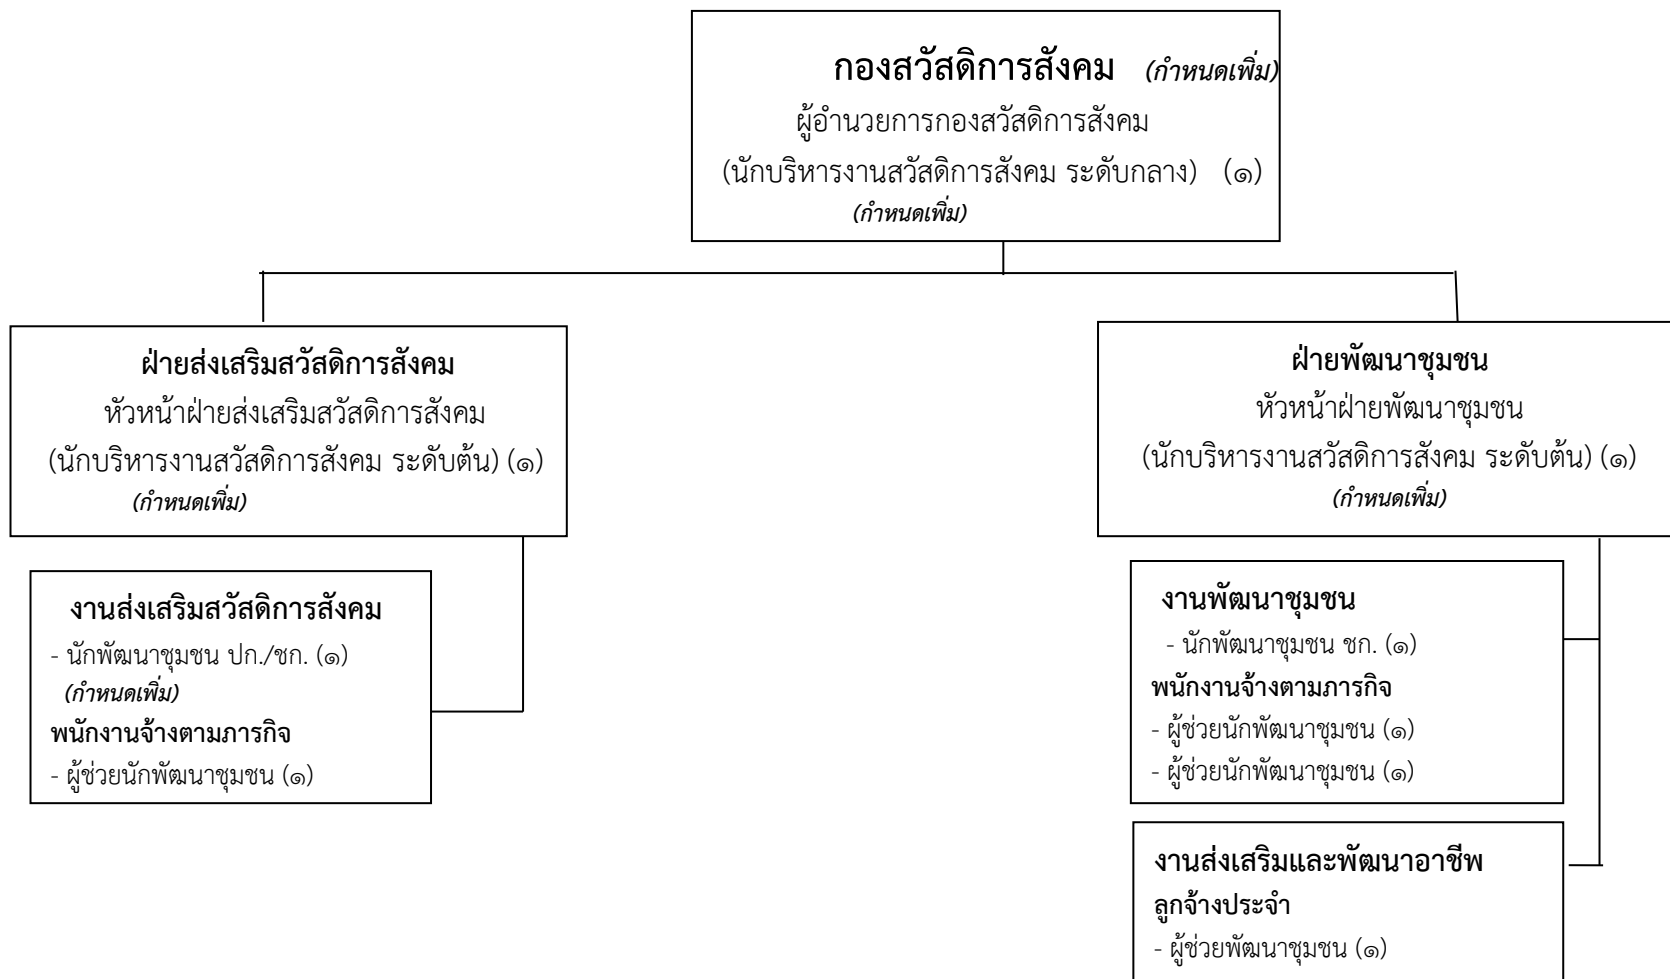 กองสวัสดิการสังคม (กำหนดเพิ่ม)
ผู้อำนวยการกองสวัสดิการสังคม
(นักบริหารงานสวัสดิการสังคม ระดับกลาง) (๑)
(กำหนดเพิ่ม)
ฝ่ายส่งเสริมสวัสดิการสังคม
หัวหน้าฝ่ายส่งเสริมสวัสดิการสังคม
(นักบริหารงานสวัสดิการสังคม ระดับต้น) (๑)
(กำหนดเพิ่ม)
งานส่งเสริมสวัสดิการสังคม
- นักพัฒนาชุมชน ปก./ชก. (๑)
(กำหนดเพิ่ม)
พนักงานจ้างตามภารกิจ
- ผู้ช่วยนักพัฒนาชุมชน (๑)
ฝ่ายพัฒนาชุมชน
หัวหน้าฝ่ายพัฒนาชุมชน
(นักบริหารงานสวัสดิการสังคม ระดับต้น) (๑)
(กำหนดเพิ่ม)
งานพัฒนาชุมชน
- นักพัฒนาชุมชน ชก. (๑)
พนักงานจ้างตามภารกิจ
- ผู้ช่วยนักพัฒนาชุมชน (๑)
- ผู้ช่วยนักพัฒนาชุมชน (๑)
งานส่งเสริมและพัฒนาอาชีพ
ลูกจ้างประจำ
- ผู้ช่วยพัฒนาชุมชน (๑)